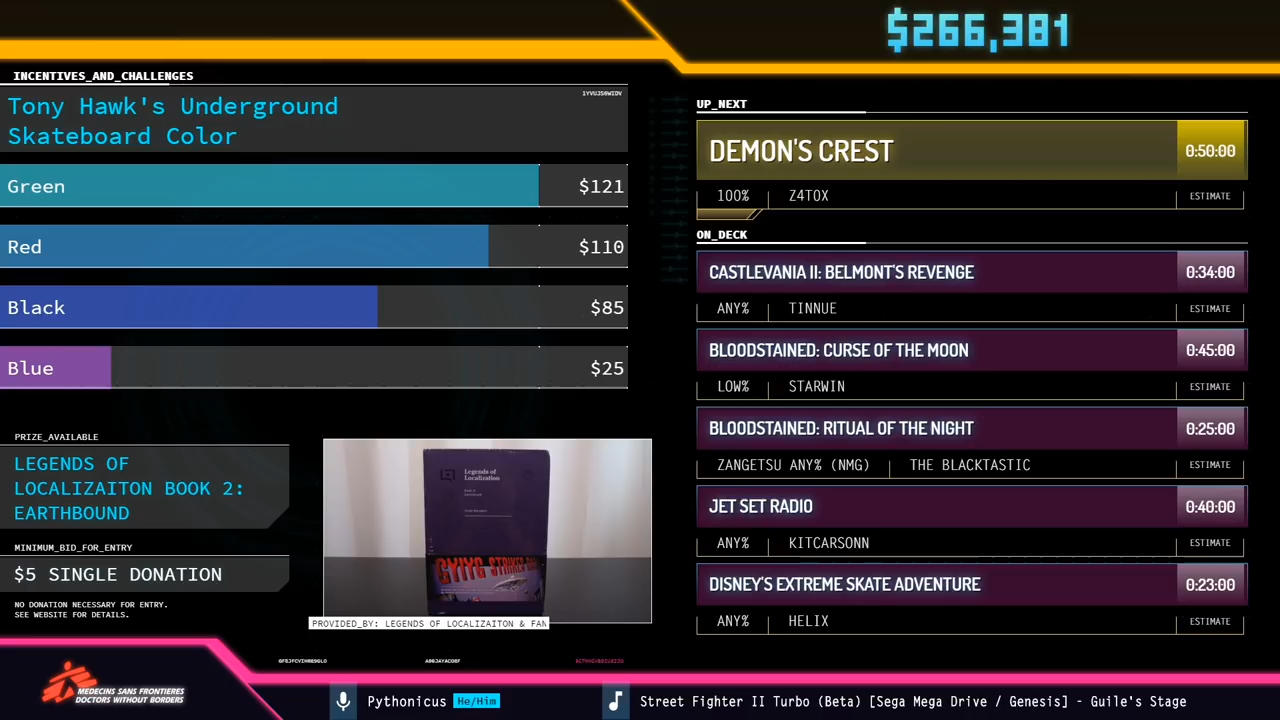 $266,381
INCENTIVES_AND_CHALLENGES
Tony Hawk's Underground
Skateboard Color
Green $121
Red $110
Black $85
Blue $25
UP_NEXT
DEMON'S CREST 0:50:00
100% Z4TOX ESTIMATE
ON_DECK
CASTLEVANIA II: BELMONT'S REVENGE 0:34:00
ANY% TINNUE ESTIMATE
BLOODSTAINED: CURSE OF THE MOON 0:45:00
LOW% STARWIN ESTIMATE
BLOODSTAINED: RITUAL OF THE NIGHT 0:25:00
ZANGETSU ANY% (NMG) THE BLACKTASTIC ESTIMATE
JET SET RADIO 0:40:00
ANY% KITCARSONN ESTIMATE
DISNEY'S EXTREME SKATE ADVENTURE 0:23:00
ANY% HELIX ESTIMATE
PRIZE_AVAILABLE
LEGENDS OF
LOCALIZAITON BOOK 2:
EARTHBOUND
MINIMUM_BID_FOR_ENTRY
$5 SINGLE DONATION
NO DONATION NECESSARY FOR ENTRY.
SEE WEBSITE FOR DETAILS.
Legends of
Localization
GYIYG STRIKES
PROVIDED_BY: LEGENDS OF LOCALIZAITON & FAN
MEDECINS SANS FRONTIERES
DOCTORS WITHOUT BORDERS
Pythonicus He/Him
Street Fighter II Turbo (Beta) [Sega Mega Drive / Genesis] - Guile's Stage